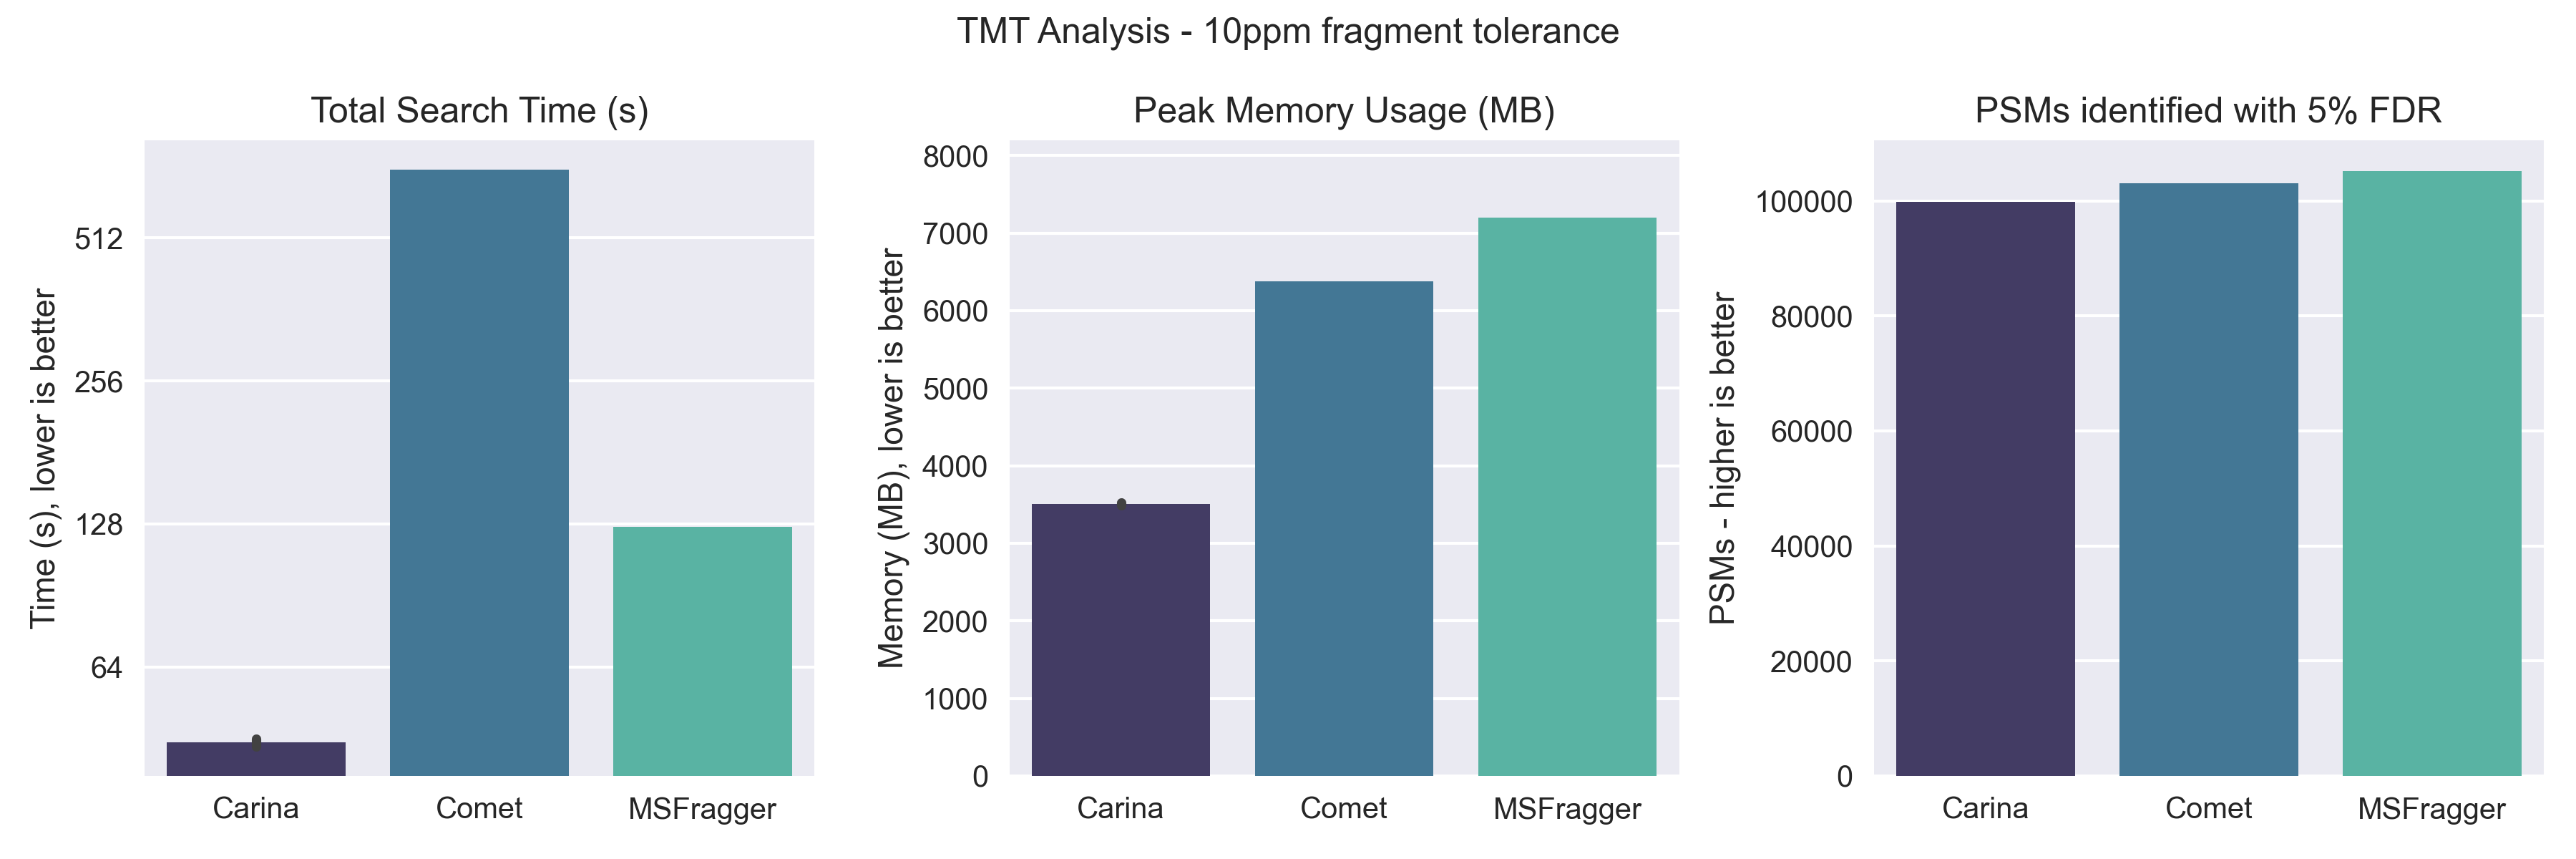 TMT Analysis - 10ppm fragment tolerance
Total Search Time (s)
Time (s), lower is better
512
256
128
64
Carina
Comet
MSFragger
Peak Memory Usage (MB)
Memory (MB), lower is better
8000
7000
6000
5000
4000
3000
2000
1000
0
Carina
Comet
MSFragger
PSMs identified with 5% FDR
PSMs - higher is better
100000
80000
60000
40000
20000
0
Carina
Comet
MSFragger